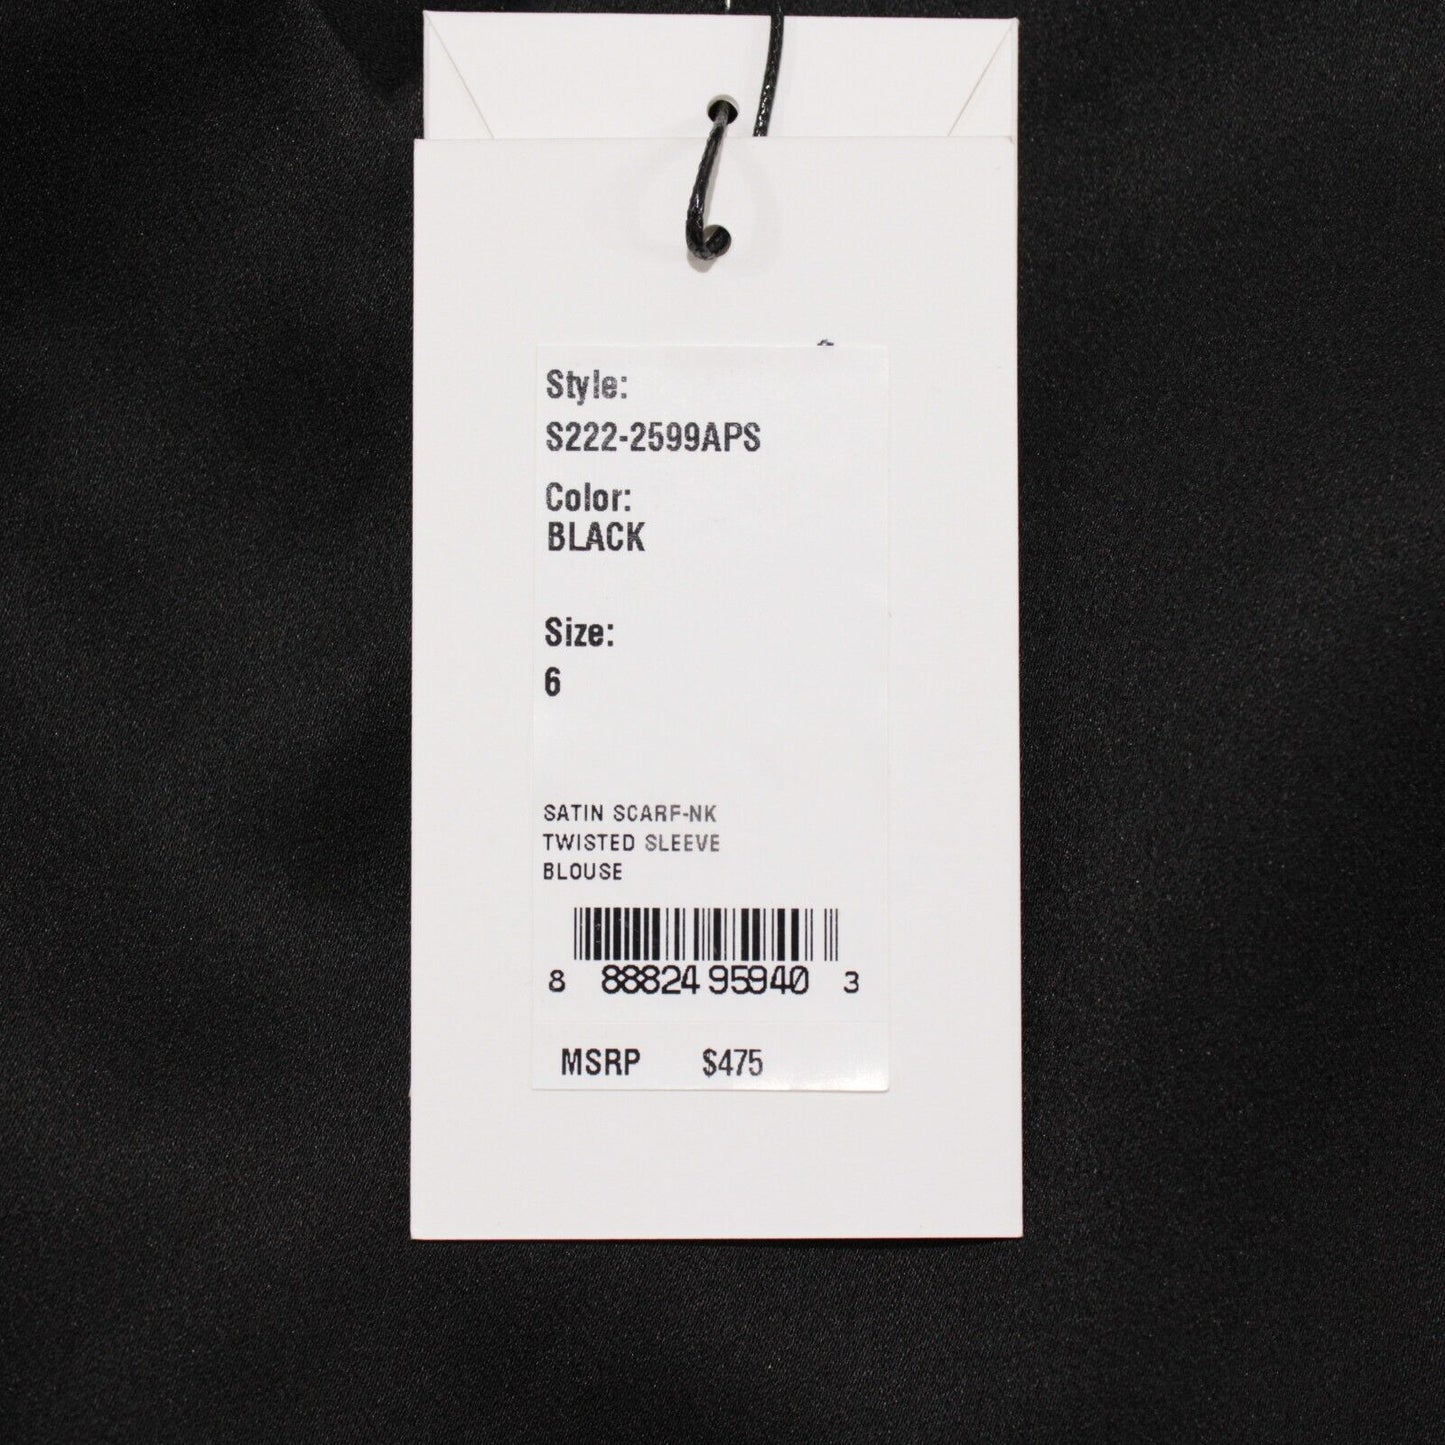 Style:
S222-2599APS
Color:
BLACK
Size:
6
SATIN SCARF-NK
TWISTED SLEEVE
BLOUSE
8 88824 95940 3
MSRP $475